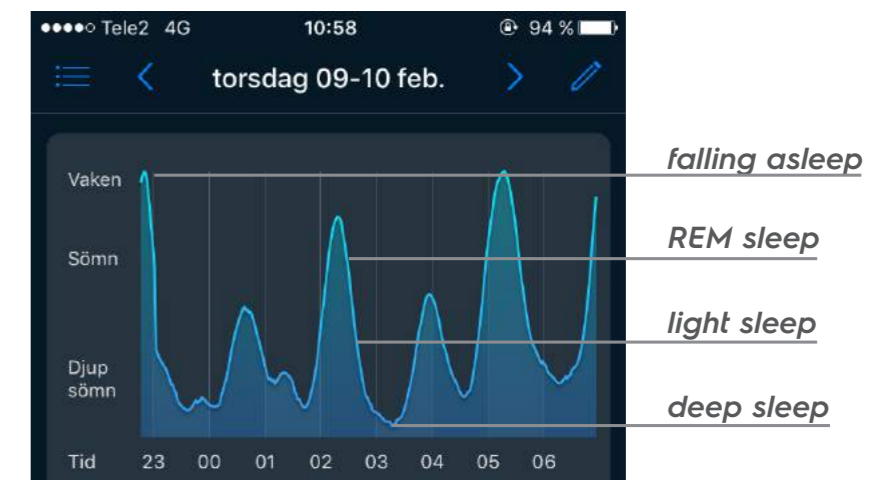 Tele2 4G 10:58 94 %
torsdag 09-10 feb.
falling asleep
Vaken
REM sleep
Sömn
light sleep
Djup
sömn
deep sleep
Tid 23 00 01 02 03 04 05 06